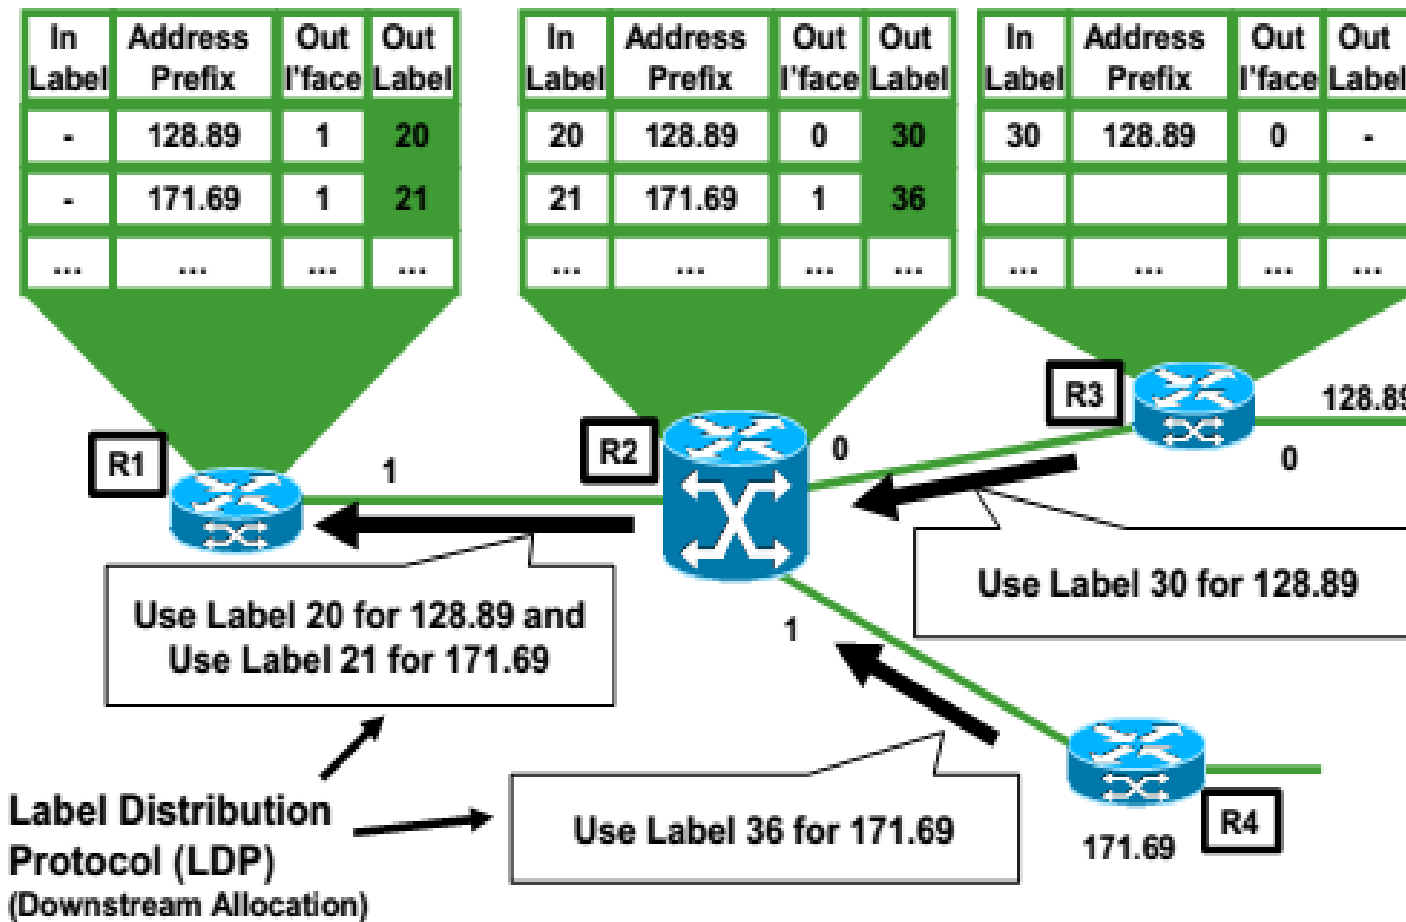 In Label Address Prefix Out I'face Out Label
- 128.89 1 20
- 171.69 1 21
... ... ... ...
In Label Address Prefix Out I'face Out Label
20 128.89 0 30
21 171.69 1 36
... ... ... ...
In Label Address Prefix Out I'face Out Label
30 128.89 0 -
... ... ... ...
R1
1
R2
0
R3
128.89
0
Use Label 20 for 128.89 and
Use Label 21 for 171.69
Use Label 30 for 128.89
1
Use Label 36 for 171.69
R4
171.69
Label Distribution
Protocol (LDP)
(Downstream Allocation)